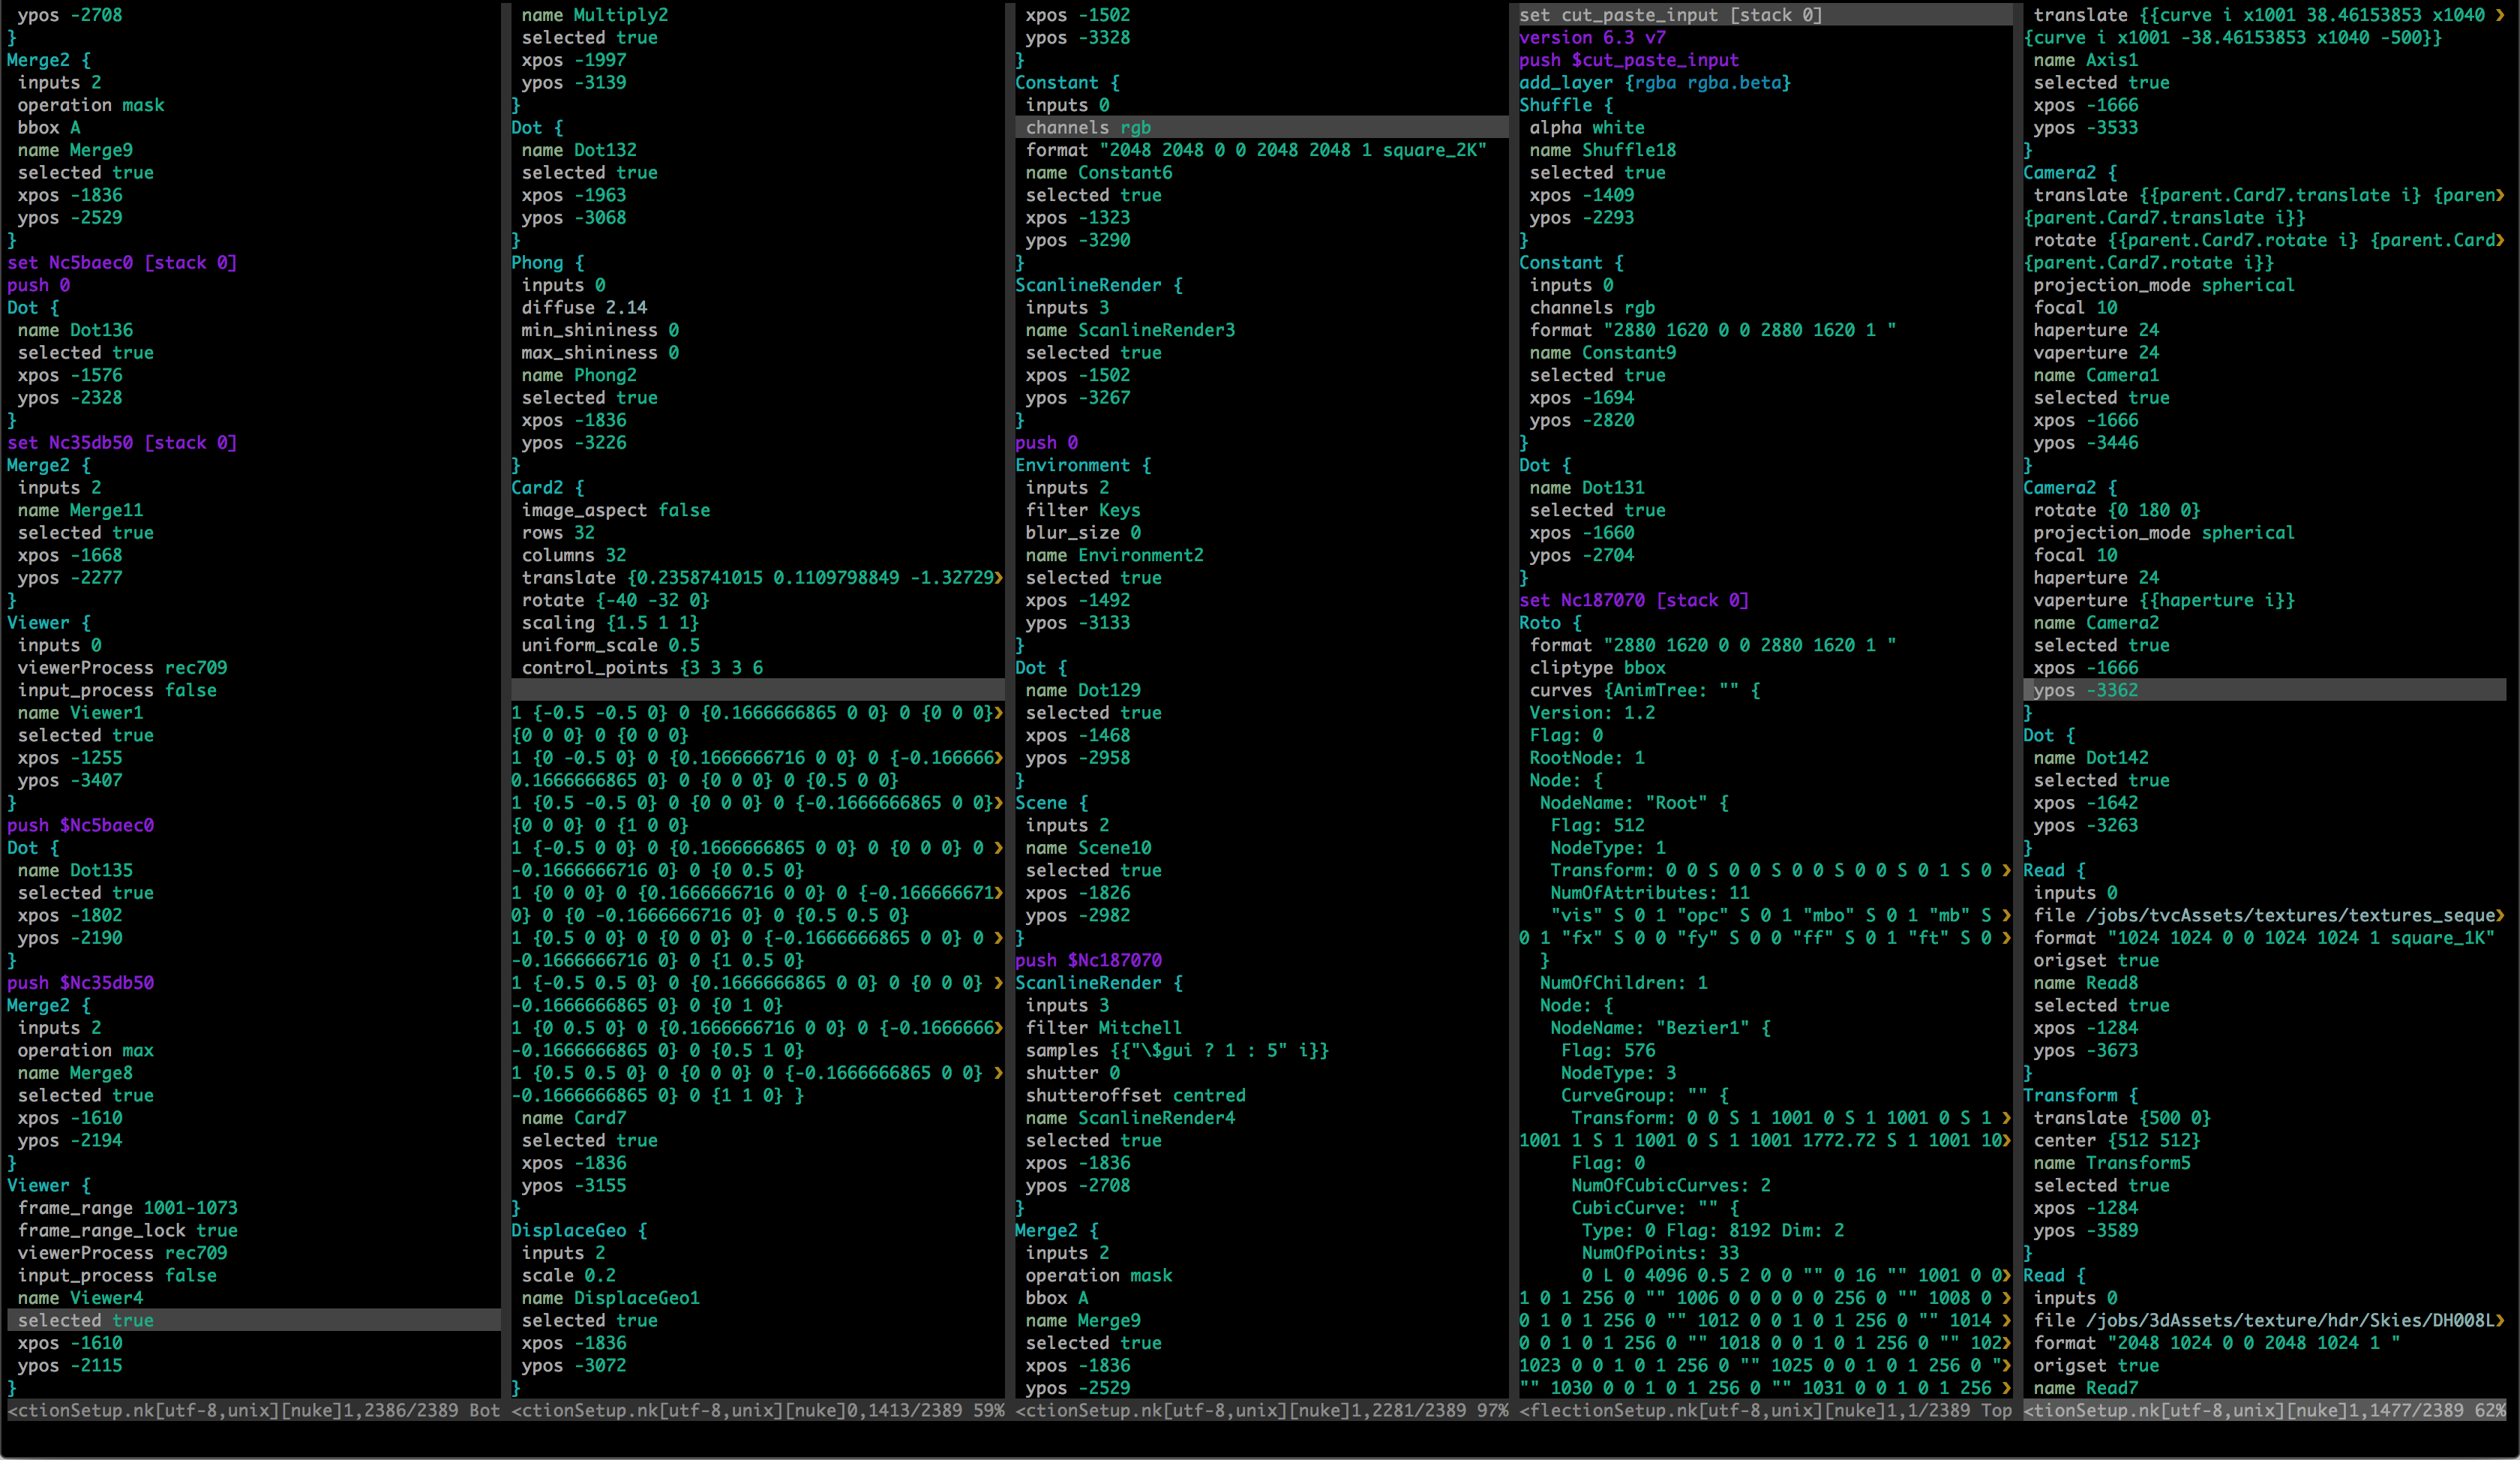 ypos -2708
}
Merge2 {
 inputs 2
 operation mask
 bbox A
 name Merge9
 selected true
 xpos -1836
 ypos -2529
}
set Nc5baec0 [stack 0]
push 0
Dot {
 name Dot136
 selected true
 xpos -1576
 ypos -2328
}
set Nc35db50 [stack 0]
Merge2 {
 inputs 2
 name Merge11
 selected true
 xpos -1668
 ypos -2277
}
Viewer {
 inputs 0
 viewerProcess rec709
 input_process false
 name Viewer1
 selected true
 xpos -1255
 ypos -3407
}
push $Nc5baec0
Dot {
 name Dot135
 selected true
 xpos -1802
 ypos -2190
}
push $Nc35db50
Merge2 {
 inputs 2
 operation max
 name Merge8
 selected true
 xpos -1610
 ypos -2194
}
Viewer {
 frame_range 1001-1073
 frame_range_lock true
 viewerProcess rec709
 input_process false
 name Viewer4
 selected true
 xpos -1610
 ypos -2115
}
<ctionSetup.nk[utf-8,unix][nuke]1,2386/2389 Bot
 name Multiply2
 selected true
 xpos -1997
 ypos -3139
}
Dot {
 name Dot132
 selected true
 xpos -1963
 ypos -3068
}
Phong {
 inputs 0
 diffuse 2.14
 min_shininess 0
 max_shininess 0
 name Phong2
 selected true
 xpos -1836
 ypos -3226
}
Card2 {
 image_aspect false
 rows 32
 columns 32
 translate {0.2358741015 0.1109798849 -1.32729›
 rotate {-40 -32 0}
 scaling {1.5 1 1}
 uniform_scale 0.5
 control_points {3 3 3 6
1 {-0.5 -0.5 0} 0 {0.1666666865 0 0} 0 {0 0 0}›
{0 0 0} 0 {0 0 0}
1 {0 -0.5 0} 0 {0.1666666716 0 0} 0 {-0.166666›
0.1666666865 0} 0 {0 0 0} 0 {0.5 0 0}
1 {0.5 -0.5 0} 0 {0 0 0} 0 {-0.1666666865 0 0}›
{0 0 0} 0 {1 0 0}
1 {-0.5 0 0} 0 {0.1666666865 0 0} 0 {0 0 0} 0 ›
-0.1666666716 0} 0 {0 0.5 0}
1 {0 0 0} 0 {0.1666666716 0 0} 0 {-0.166666671›
0} 0 {0 -0.1666666716 0} 0 {0.5 0.5 0}
1 {0.5 0 0} 0 {0 0 0} 0 {-0.1666666865 0 0} 0 ›
-0.1666666716 0} 0 {1 0.5 0}
1 {-0.5 0.5 0} 0 {0.1666666865 0 0} 0 {0 0 0} ›
-0.1666666865 0} 0 {0 1 0}
1 {0 0.5 0} 0 {0.1666666716 0 0} 0 {-0.1666666›
-0.1666666865 0} 0 {0.5 1 0}
1 {0.5 0.5 0} 0 {0 0 0} 0 {-0.1666666865 0 0} ›
-0.1666666865 0} 0 {1 1 0} }
 name Card7
 selected true
 xpos -1836
 ypos -3155
}
DisplaceGeo {
 inputs 2
 scale 0.2
 name DisplaceGeo1
 selected true
 xpos -1836
 ypos -3072
}
<ctionSetup.nk[utf-8,unix][nuke]0,1413/2389 59%
 xpos -1502
 ypos -3328
}
Constant {
 inputs 0
 channels rgb
 format "2048 2048 0 0 2048 2048 1 square_2K"
 name Constant6
 selected true
 xpos -1323
 ypos -3290
}
ScanlineRender {
 inputs 3
 name ScanlineRender3
 selected true
 xpos -1502
 ypos -3267
}
push 0
Environment {
 inputs 2
 filter Keys
 blur_size 0
 name Environment2
 selected true
 xpos -1492
 ypos -3133
}
Dot {
 name Dot129
 selected true
 xpos -1468
 ypos -2958
}
Scene {
 inputs 2
 name Scene10
 selected true
 xpos -1826
 ypos -2982
}
push $Nc187070
ScanlineRender {
 inputs 3
 filter Mitchell
 samples {{"\$gui ? 1 : 5" i}}
 shutter 0
 shutteroffset centred
 name ScanlineRender4
 selected true
 xpos -1836
 ypos -2708
}
Merge2 {
 inputs 2
 operation mask
 bbox A
 name Merge9
 selected true
 xpos -1836
 ypos -2529
<ctionSetup.nk[utf-8,unix][nuke]1,2281/2389 97%
set cut_paste_input [stack 0]
version 6.3 v7
push $cut_paste_input
add_layer {rgba rgba.beta}
Shuffle {
 alpha white
 name Shuffle18
 selected true
 xpos -1409
 ypos -2293
}
Constant {
 inputs 0
 channels rgb
 format "2880 1620 0 0 2880 1620 1 "
 name Constant9
 selected true
 xpos -1694
 ypos -2820
}
Dot {
 name Dot131
 selected true
 xpos -1660
 ypos -2704
}
set Nc187070 [stack 0]
Roto {
 format "2880 1620 0 0 2880 1620 1 "
 cliptype bbox
 curves {AnimTree: "" {
 Version: 1.2
 Flag: 0
 RootNode: 1
 Node: {
  NodeName: "Root" {
   Flag: 512
   NodeType: 1
   Transform: 0 0 S 0 0 S 0 0 S 0 0 S 0 1 S 0 ›
   NumOfAttributes: 11
   "vis" S 0 1 "opc" S 0 1 "mbo" S 0 1 "mb" S ›
0 1 "fx" S 0 0 "fy" S 0 0 "ff" S 0 1 "ft" S 0 ›
  }
  NumOfChildren: 1
  Node: {
   NodeName: "Bezier1" {
    Flag: 576
    NodeType: 3
    CurveGroup: "" {
     Transform: 0 0 S 1 1001 0 S 1 1001 0 S 1 ›
1001 1 S 1 1001 0 S 1 1001 1772.72 S 1 1001 10›
     Flag: 0
     NumOfCubicCurves: 2
     CubicCurve: "" {
      Type: 0 Flag: 8192 Dim: 2
      NumOfPoints: 33
      0 L 0 4096 0.5 2 0 0 "" 0 16 "" 1001 0 0›
1 0 1 256 0 "" 1006 0 0 0 0 0 256 0 "" 1008 0 ›
0 1 0 1 256 0 "" 1012 0 0 1 0 1 256 0 "" 1014 ›
0 0 1 0 1 256 0 "" 1018 0 0 1 0 1 256 0 "" 102›
1023 0 0 1 0 1 256 0 "" 1025 0 0 1 0 1 256 0 "›
"" 1030 0 0 1 0 1 256 0 "" 1031 0 0 1 0 1 256 ›
<flectionSetup.nk[utf-8,unix][nuke]1,1/2389 Top
 translate {{curve i x1001 38.46153853 x1040 ›
{curve i x1001 -38.46153853 x1040 -500}}
 name Axis1
 selected true
 xpos -1666
 ypos -3533
}
Camera2 {
 translate {{parent.Card7.translate i} {paren›
{parent.Card7.translate i}}
 rotate {{parent.Card7.rotate i} {parent.Card›
{parent.Card7.rotate i}}
 projection_mode spherical
 focal 10
 haperture 24
 vaperture 24
 name Camera1
 selected true
 xpos -1666
 ypos -3446
}
Camera2 {
 rotate {0 180 0}
 projection_mode spherical
 focal 10
 haperture 24
 vaperture {{haperture i}}
 name Camera2
 selected true
 xpos -1666
 ypos -3362
}
Dot {
 name Dot142
 selected true
 xpos -1642
 ypos -3263
}
Read {
 inputs 0
 file /jobs/tvcAssets/textures/textures_seque›
 format "1024 1024 0 0 1024 1024 1 square_1K"
 origset true
 name Read8
 selected true
 xpos -1284
 ypos -3673
}
Transform {
 translate {500 0}
 center {512 512}
 name Transform5
 selected true
 xpos -1284
 ypos -3589
}
Read {
 inputs 0
 file /jobs/3dAssets/texture/hdr/Skies/DH008L›
 format "2048 1024 0 0 2048 1024 1 "
 origset true
 name Read7
<tionSetup.nk[utf-8,unix][nuke]1,1477/2389 62%